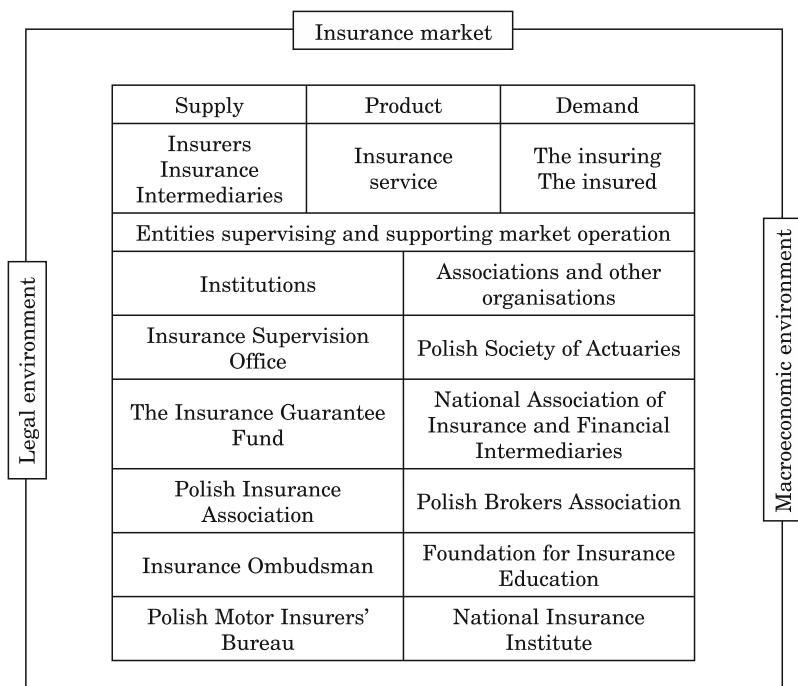 Insurance market
Supply
Product
Demand
Insurers
Insurance
Intermediaries
Insurance
service
The insuring
The insured
Entities supervising and supporting market operation
Institutions
Associations and other
organisations
Insurance Supervision
Office
Polish Society of Actuaries
The Insurance Guarantee
Fund
National Association of
Insurance and Financial
Intermediaries
Polish Insurance
Association
Polish Brokers Association
Insurance Ombudsman
Foundation for Insurance
Education
Polish Motor Insurers’
Bureau
National Insurance
Institute
Legal environment
Macroeconomic environment